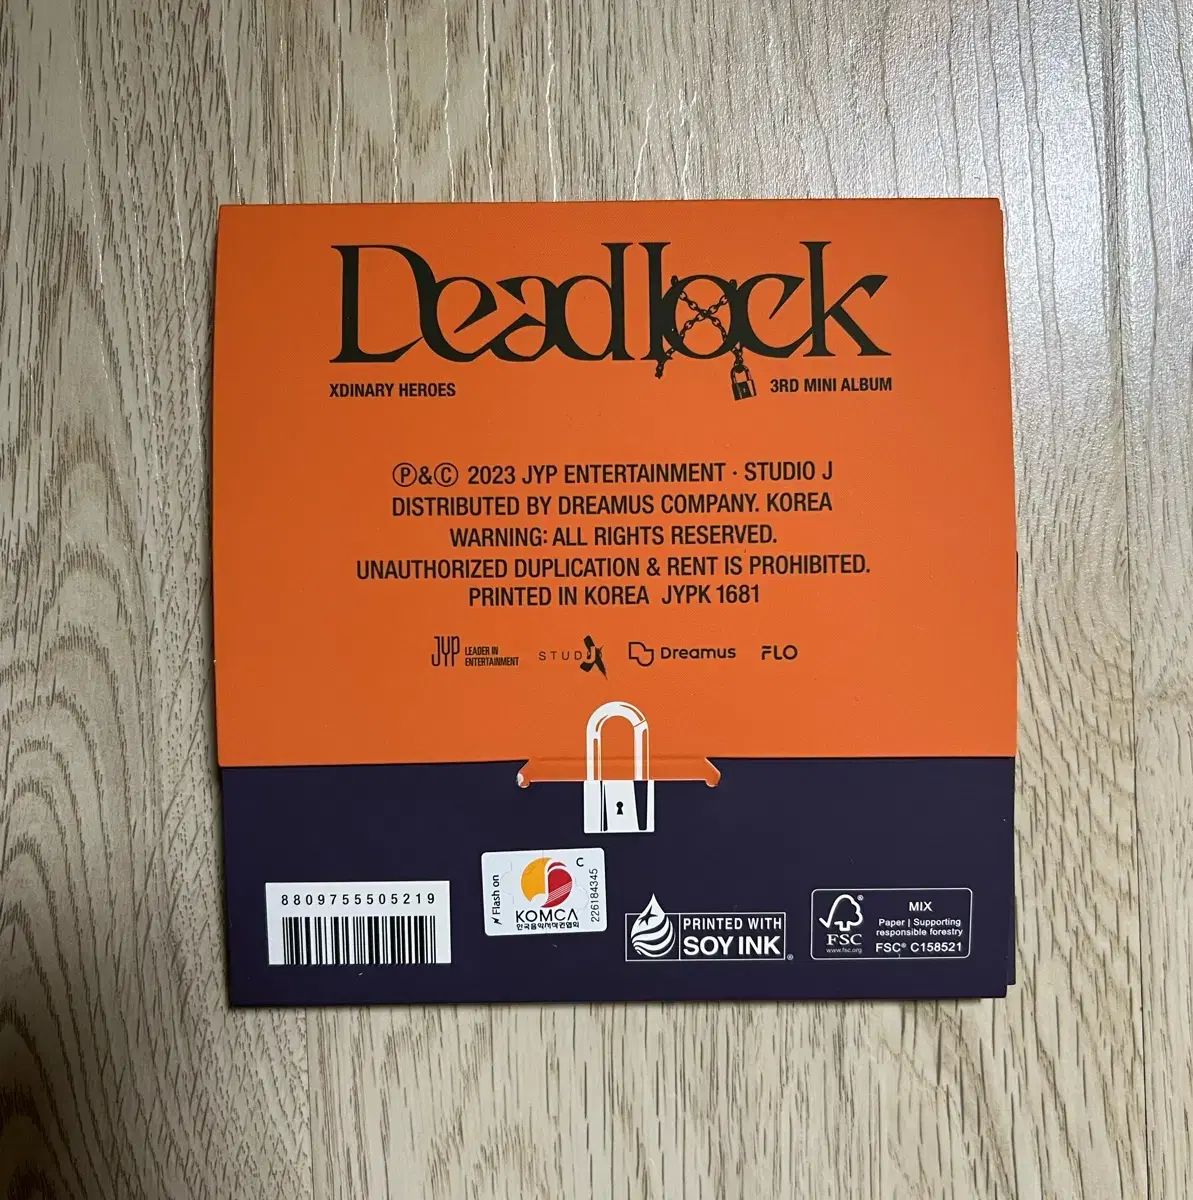 Deadlock
XDINARY HEROES
3RD MINI ALBUM
Ⓟ&Ⓒ 2023 JYP ENTERTAINMENT · STUDIO J
DISTRIBUTED BY DREAMUS COMPANY. KOREA
WARNING: ALL RIGHTS RESERVED.
UNAUTHORIZED DUPLICATION & RENT IS PROHIBITED.
PRINTED IN KOREA JYPK 1681
JYP LEADER IN
ENTERTAINMENT
STUDIO J
Dreamus
FLO
8809755505219
Flash on
C
KOMCA
한국음악저작권협회
226184345
PRINTED WITH
SOY INK®
FSC®
www.fsc.org
MIX
Paper | Supporting
responsible forestry
FSC® C158521